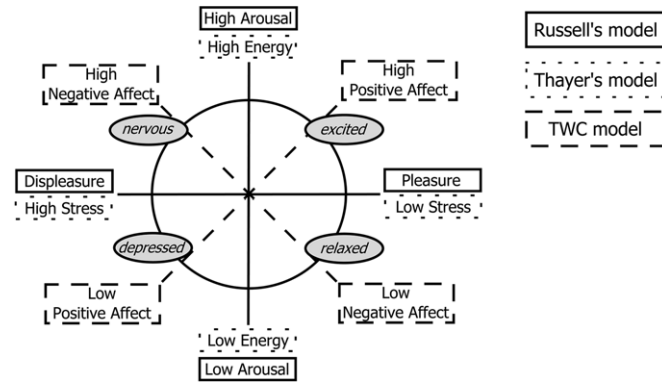 High Arousal
High Energy
Russell's model
Thayer's model
TWC model
High
Negative Affect
High
Positive Affect
nervous
excited
Displeasure
High Stress
Pleasure
Low Stress
depressed
relaxed
Low
Positive Affect
Low
Negative Affect
Low Energy
Low Arousal